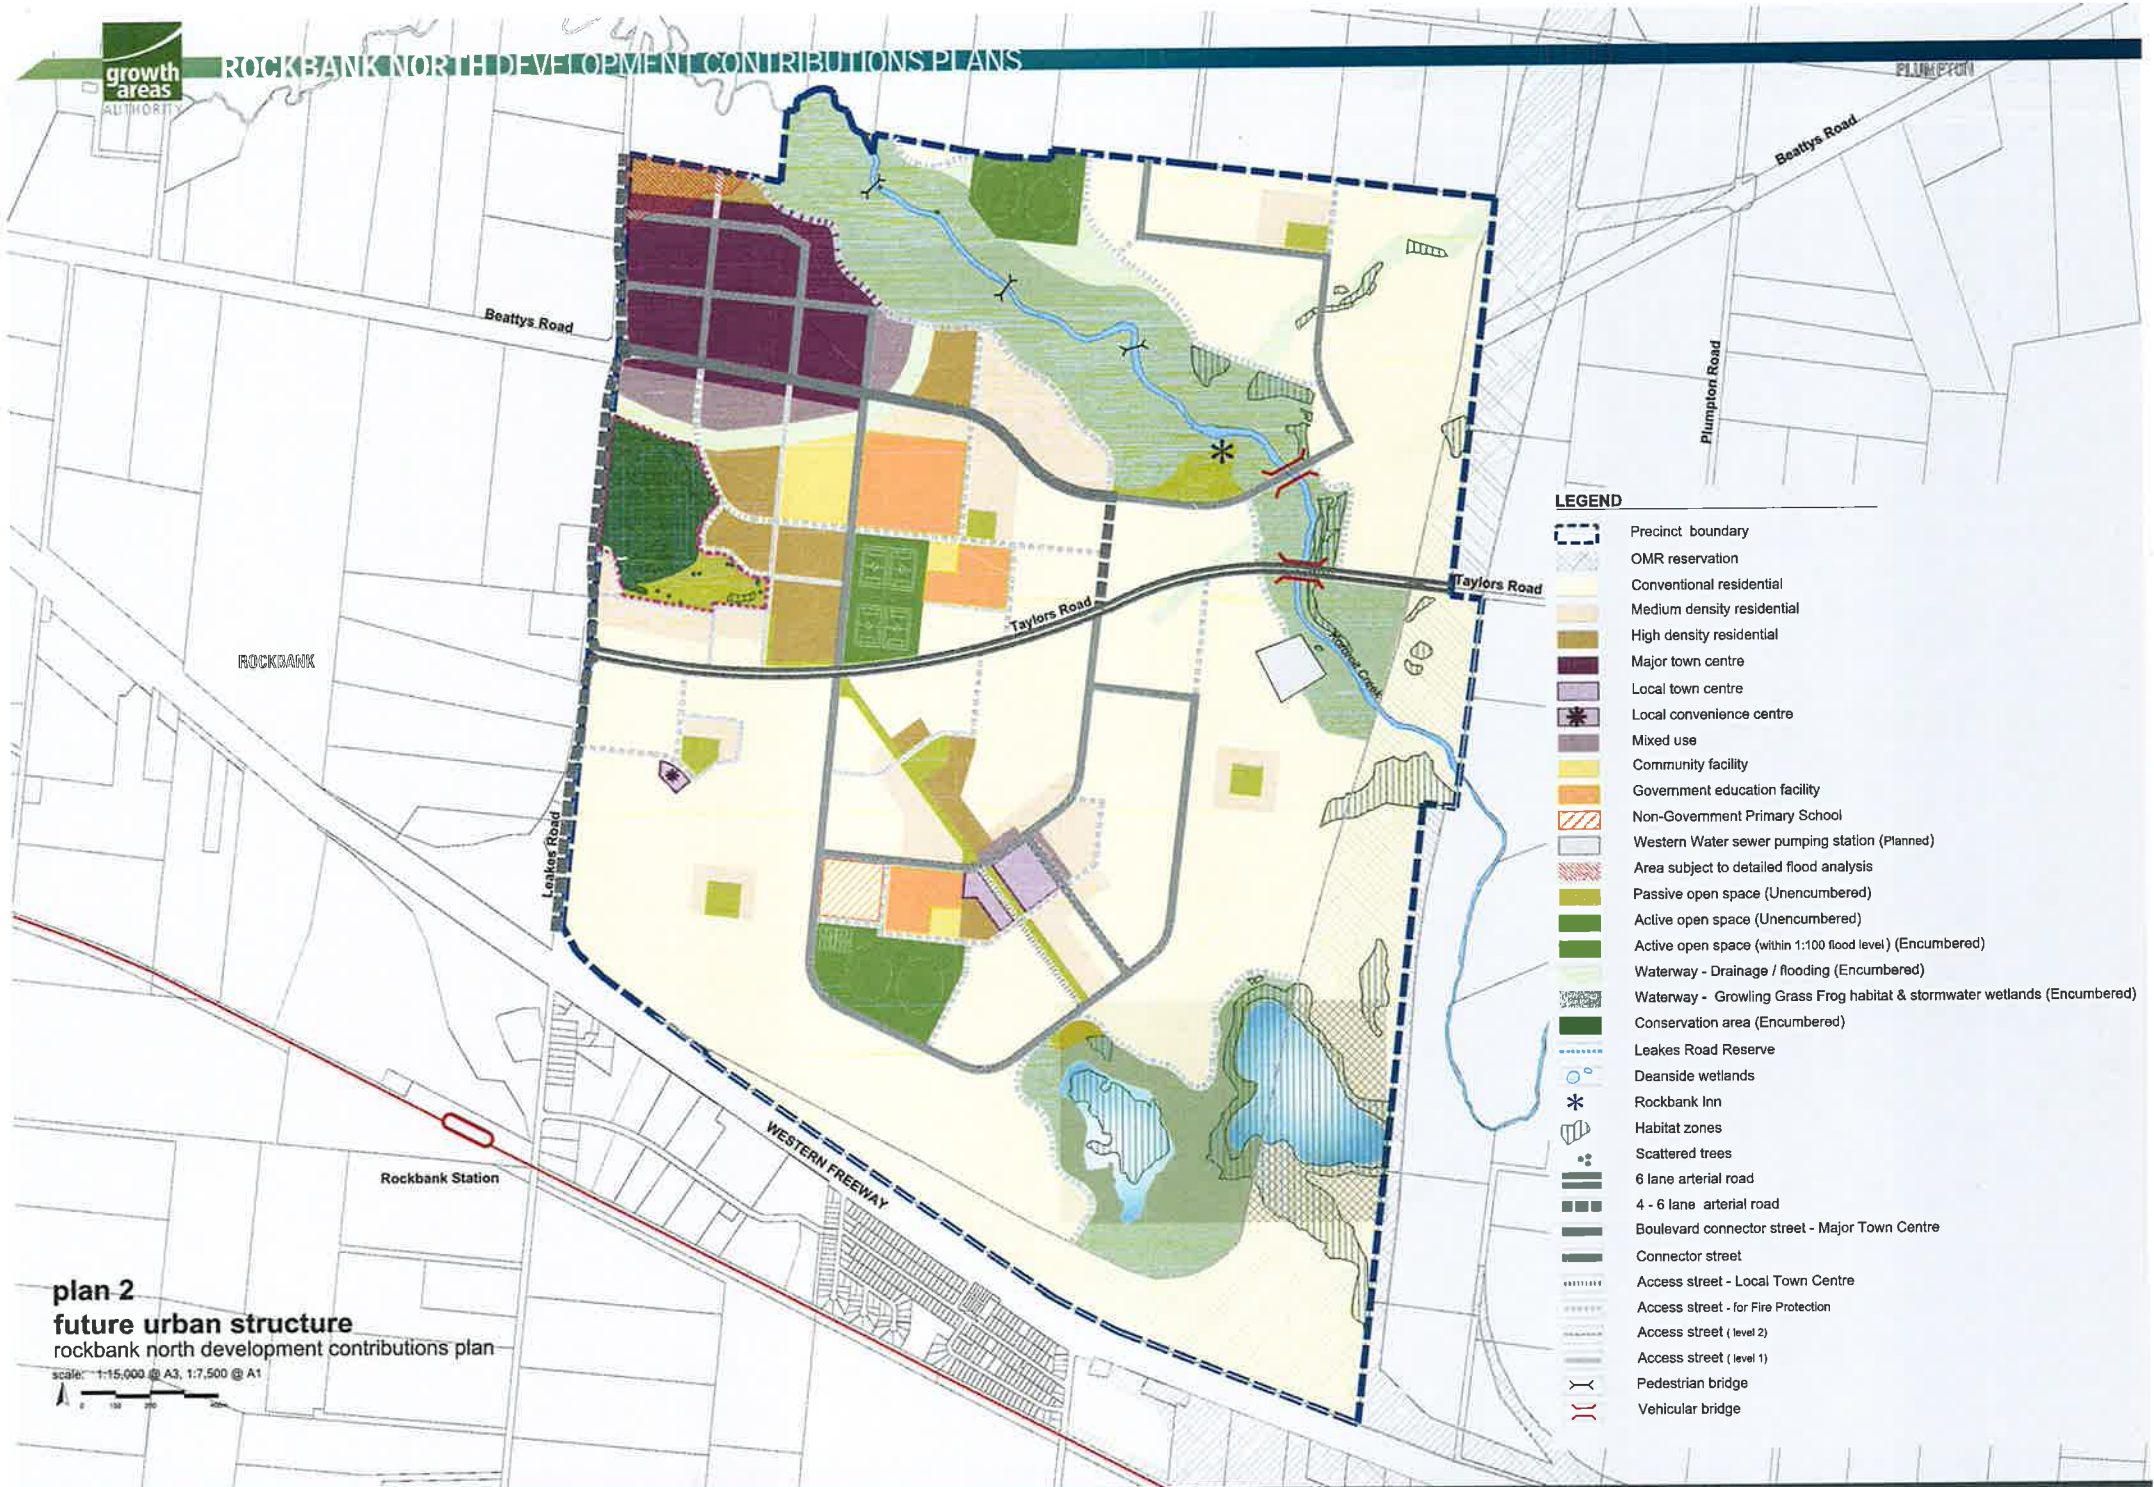 growth
areas
AUTHORITY
ROCKBANK NORTH DEVELOPMENT CONTRIBUTIONS PLANS
PLUMPTON
Beattys Road
Beattys Road
Plumpton Road
ROCKBANK
Taylors Road
Taylors Road
Kororoit Creek
Leakes Road
WESTERN FREEWAY
Rockbank Station
LEGEND
Precinct boundary
OMR reservation
Conventional residential
Medium density residential
High density residential
Major town centre
Local town centre
Local convenience centre
Mixed use
Community facility
Government education facility
Non-Government Primary School
Western Water sewer pumping station (Planned)
Area subject to detailed flood analysis
Passive open space (Unencumbered)
Active open space (Unencumbered)
Active open space (within 1:100 flood level) (Encumbered)
Waterway - Drainage / flooding (Encumbered)
Waterway - Growling Grass Frog habitat & stormwater wetlands (Encumbered)
Conservation area (Encumbered)
Leakes Road Reserve
Deanside wetlands
Rockbank Inn
Habitat zones
Scattered trees
6 lane arterial road
4 - 6 lane arterial road
Boulevard connector street - Major Town Centre
Connector street
Access street - Local Town Centre
Access street - for Fire Protection
Access street ( level 2)
Access street ( level 1)
Pedestrian bridge
Vehicular bridge
plan 2
future urban structure
rockbank north development contributions plan
scale: 1:15,000 @ A3, 1:7,500 @ A1
0